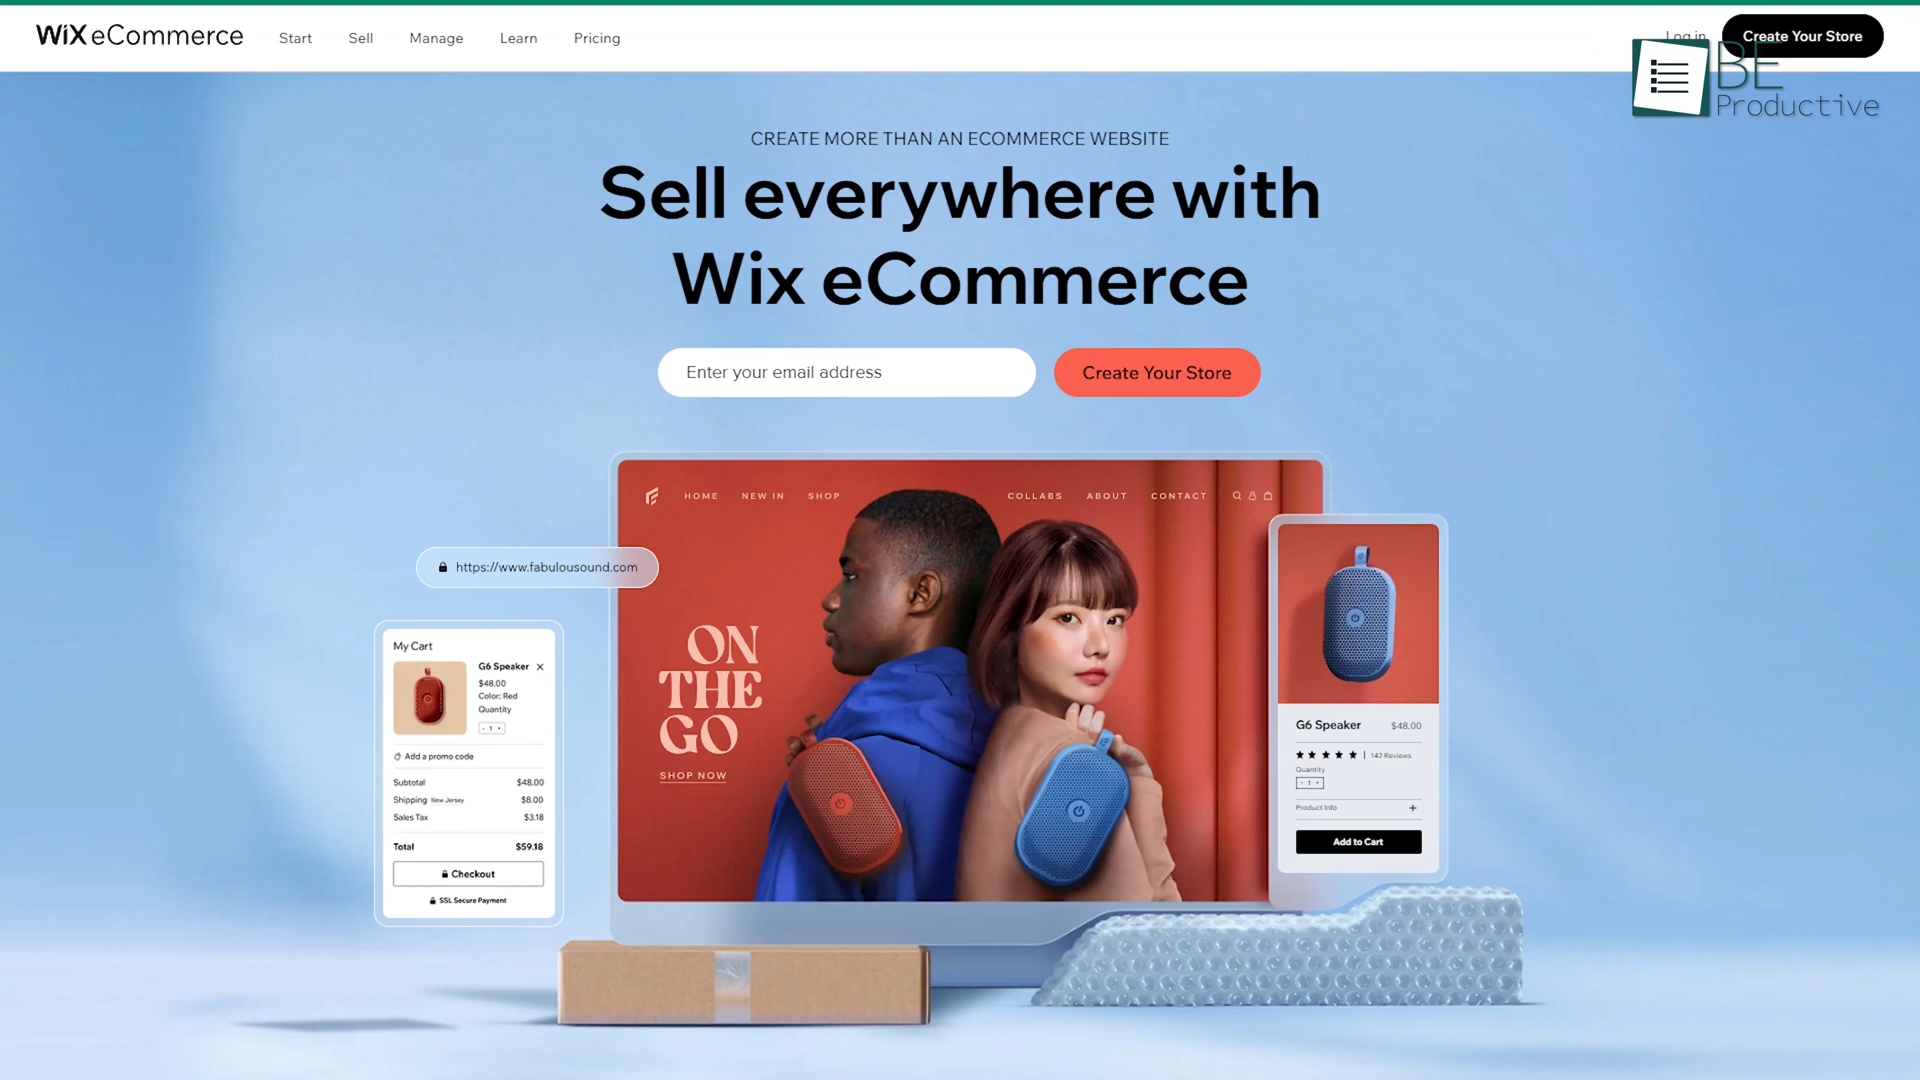 WiX eCommerce
Start
Sell
Manage
Learn
Pricing
Log in
Create Your Store
BE
Productive
CREATE MORE THAN AN ECOMMERCE WEBSITE
Sell everywhere with
Wix eCommerce
Enter your email address
Create Your Store
HOME
NEW IN
SHOP
COLLABS
ABOUT
CONTACT
https://www.fabulousound.com
ON
THE
GO
SHOP NOW
My Cart
G6 Speaker
$48.00
Color: Red
Quantity
- 1 +
Add a promo code
Subtotal $48.00
Shipping New Jersey $8.00
Sales Tax $3.18
Total $59.18
Checkout
SSL Secure Payment
G6 Speaker $48.00
142 Reviews
Quantity
- 1 +
Product Info +
Add to Cart